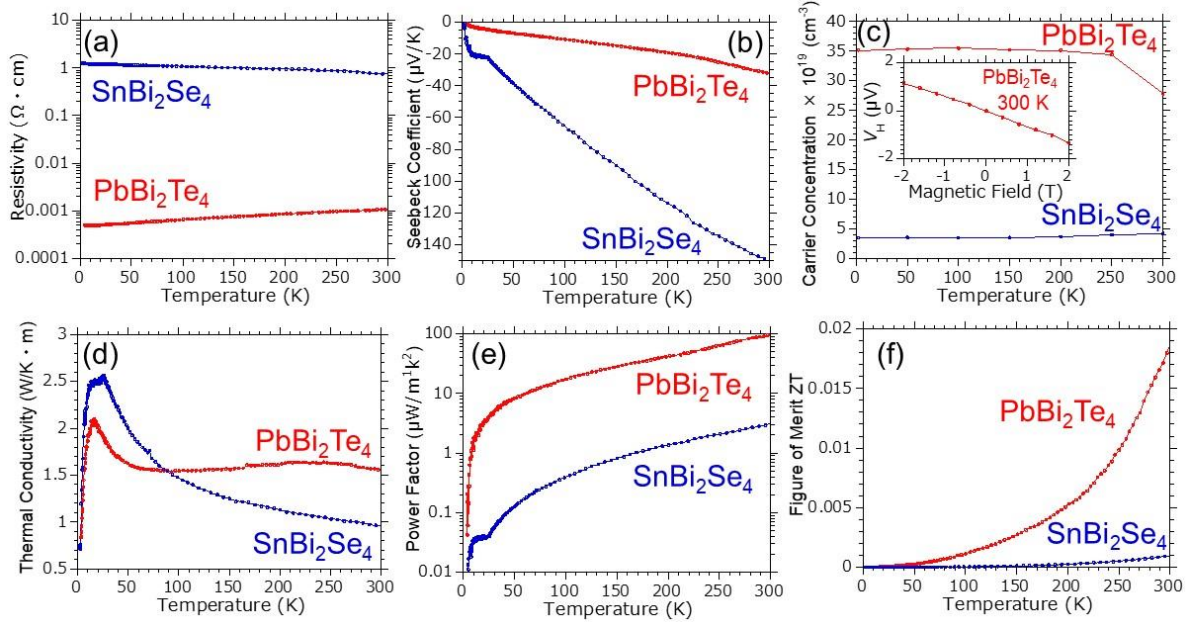 (a)
Resistivity (Ω・cm)
10
1
0.1
0.01
0.001
0.0001
SnBi₂Se₄
PbBi₂Te₄
0 50 100 150 200 250 300
Temperature (K)
(b)
Seebeck Coefficient (µV/K)
0
-20
-40
-60
-80
-100
-120
-140
PbBi₂Te₄
SnBi₂Se₄
0 50 100 150 200 250 300
Temperature (K)
(c)
Carrier Concentration × 10¹⁹ (cm⁻³)
40
35
30
25
20
15
10
5
0
PbBi₂Te₄
2
0
-2
V_H (µV)
PbBi₂Te₄
300 K
-2 -1 0 1 2
Magnetic Field (T)
SnBi₂Se₄
0 50 100 150 200 250 300
Temperature (K)
(d)
Thermal Conductivity (W/K・m)
3
2.5
2
1.5
1
0.5
PbBi₂Te₄
SnBi₂Se₄
0 50 100 150 200 250 300
Temperature (K)
(e)
Power Factor (µW/m¹k²)
100
10
1
0.1
0.01
PbBi₂Te₄
SnBi₂Se₄
0 50 100 150 200 250 300
Temperature (K)
(f)
Figure of Merit ZT
0.02
0.015
0.01
0.005
0
PbBi₂Te₄
SnBi₂Se₄
0 50 100 150 200 250 300
Temperature (K)